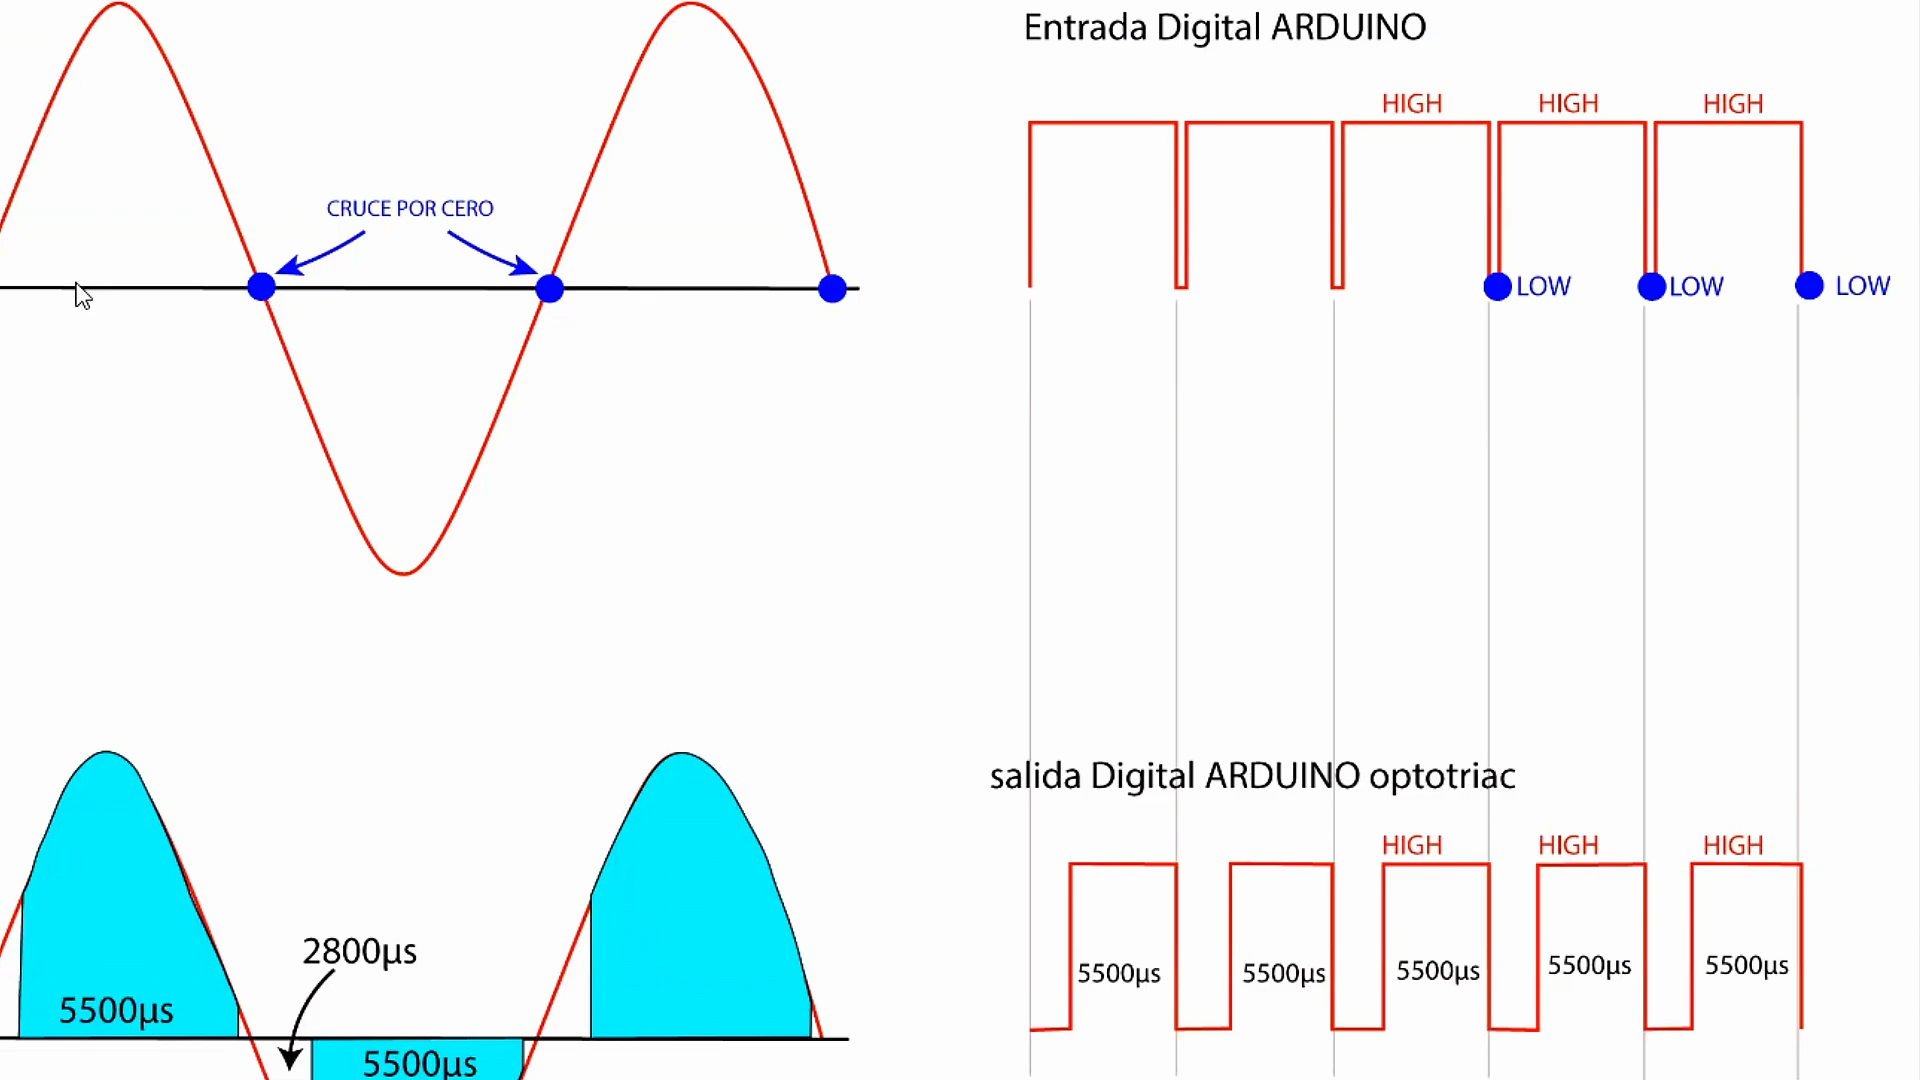 Entrada Digital ARDUINO
HIGH HIGH HIGH
CRUCE POR CERO
LOW LOW LOW
salida Digital ARDUINO optotriac
HIGH HIGH HIGH
2800µs
5500µs 5500µs 5500µs 5500µs 5500µs
5500µs
5500µs